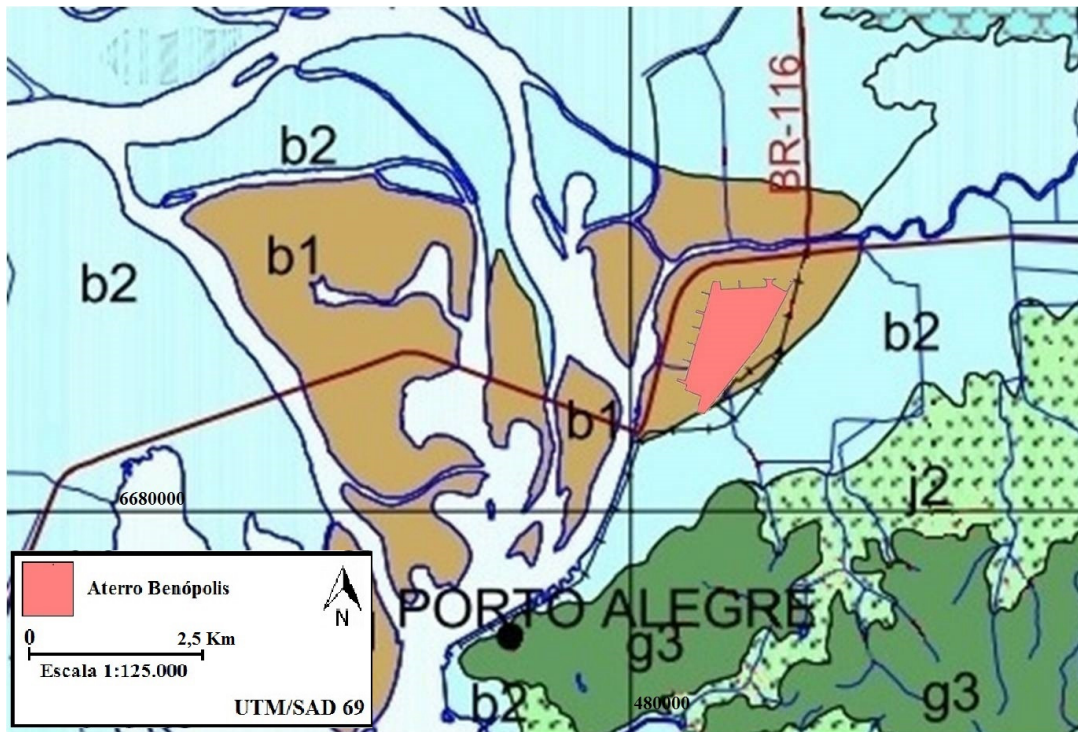 BR-116
b2
b1
b2
b2
b1
j2
6680000
Aterro Benópolis
N
0 2,5 Km
Escala 1:125.000
UTM/SAD 69
PORTO ALEGRE
g3
b2
480000
g3